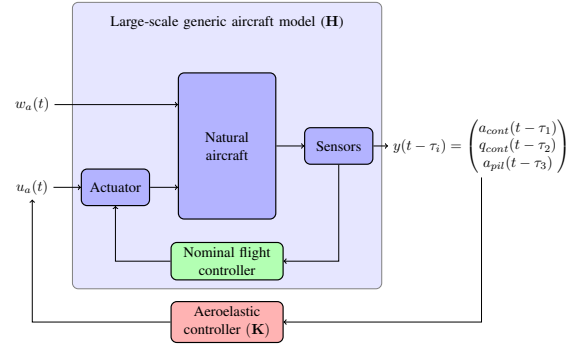 Large-scale generic aircraft model (H)
w_a(t)
Natural
aircraft
Sensors
y(t − τ_i) =
a_cont(t − τ_1)
q_cont(t − τ_2)
a_pil(t − τ_3)
u_a(t)
Actuator
Nominal flight
controller
Aeroelastic
controller (K)